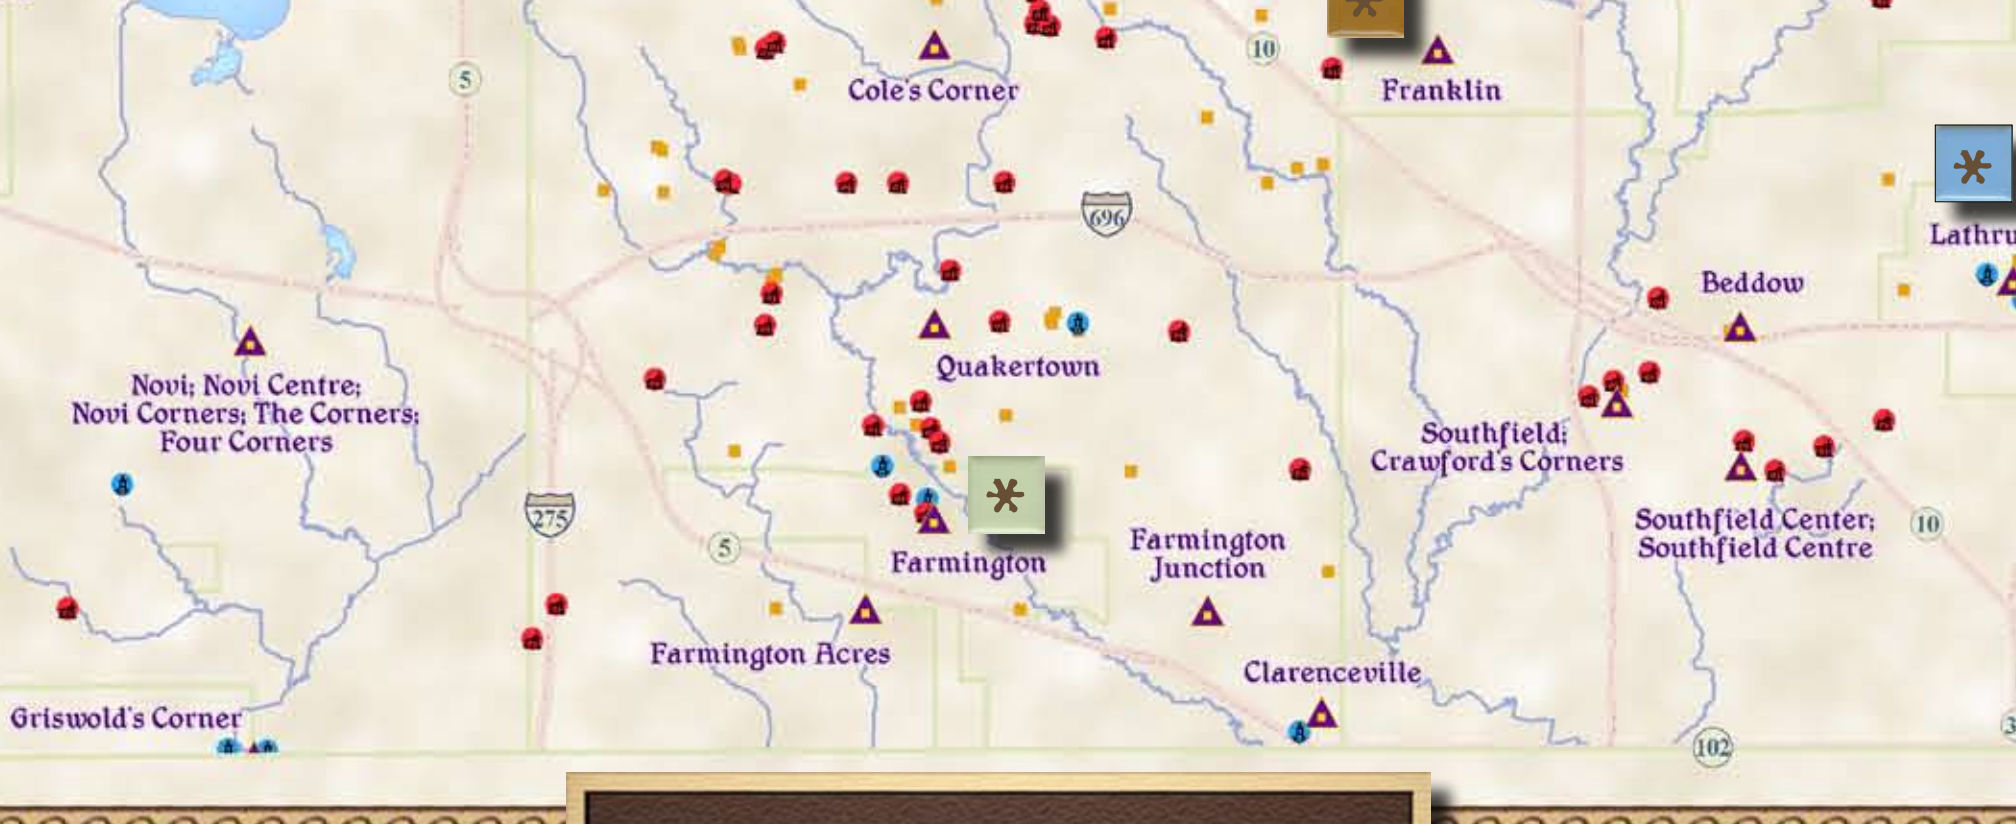 5
10
Cole's Corner
Franklin
696
Beddow
Quakertown
Novi; Novi Centre;
Novi Corners; The Corners;
Four Corners
Southfield;
Crawford's Corners
275
5
Farmington
Farmington
Junction
Southfield Center;
Southfield Centre
10
Farmington Acres
Clarenceville
Griswold's Corner
102